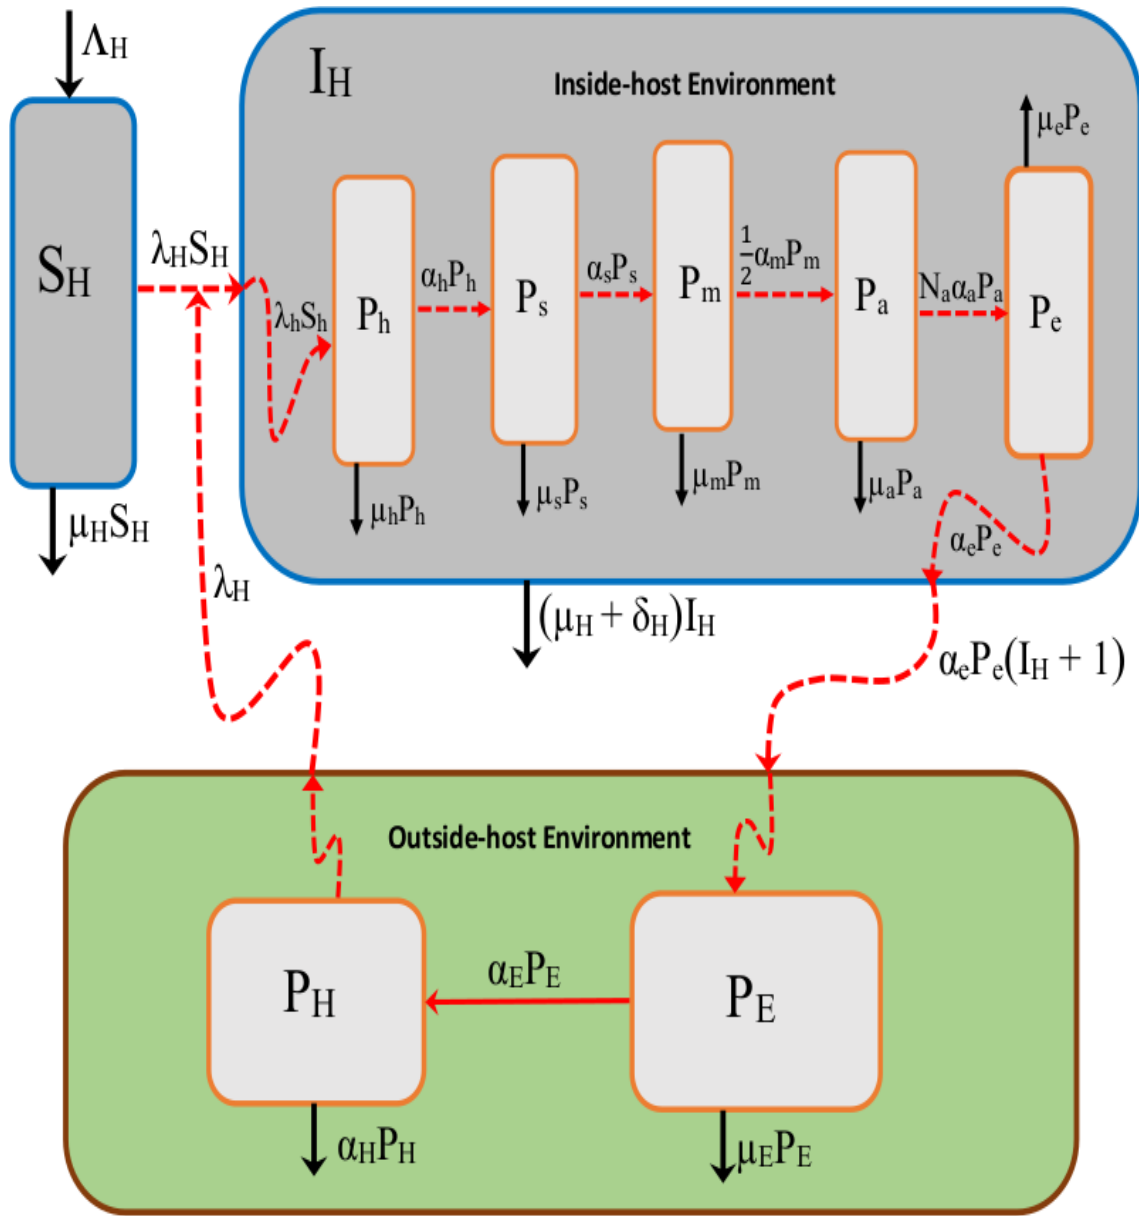 Λ_H
I_H
Inside-host Environment
μ_eP_e
S_H
λ_HS_H
λ_hS_h
P_h
α_hP_h
P_s
α_sP_s
P_m
1/2 α_mP_m
P_a
N_aα_aP_a
P_e
μ_hP_h
μ_sP_s
μ_mP_m
μ_aP_a
α_eP_e
μ_HS_H
λ_H
(μ_H + δ_H)I_H
α_eP_e(I_H + 1)
Outside-host Environment
P_H
α_EP_E
P_E
α_HP_H
μ_EP_E